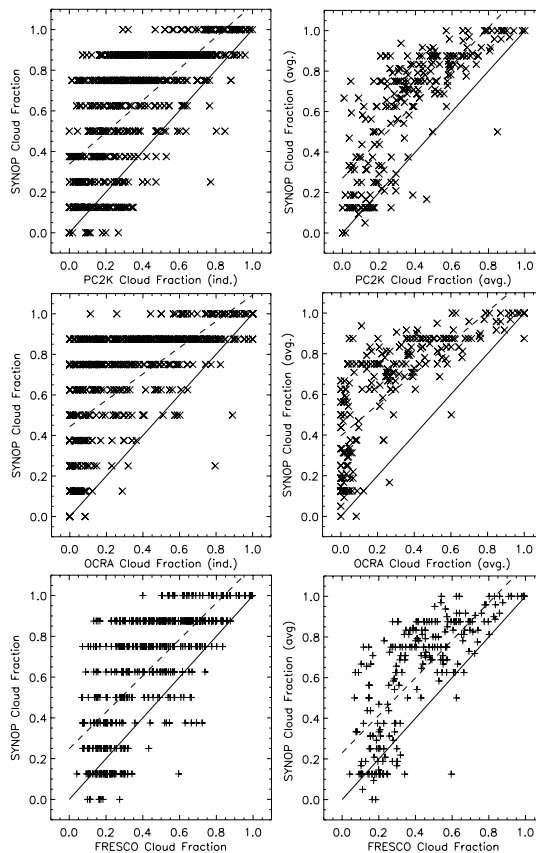 SYNOP Cloud Fraction
1.0
0.8
0.6
0.4
0.2
0.0
0.0 0.2 0.4 0.6 0.8 1.0
PC2K Cloud Fraction (ind.)
SYNOP Cloud Fraction (avg.)
1.0
0.8
0.6
0.4
0.2
0.0
0.0 0.2 0.4 0.6 0.8 1.0
PC2K Cloud Fraction (avg.)
SYNOP Cloud Fraction
1.0
0.8
0.6
0.4
0.2
0.0
0.0 0.2 0.4 0.6 0.8 1.0
OCRA Cloud Fraction (ind.)
SYNOP Cloud Fraction (avg.)
1.0
0.8
0.6
0.4
0.2
0.0
0.0 0.2 0.4 0.6 0.8 1.0
OCRA Cloud Fraction (avg.)
SYNOP Cloud Fraction
1.0
0.8
0.6
0.4
0.2
0.0
0.0 0.2 0.4 0.6 0.8 1.0
FRESCO Cloud Fraction
SYNOP Cloud Fraction (avg)
1.0
0.8
0.6
0.4
0.2
0.0
0.0 0.2 0.4 0.6 0.8 1.0
FRESCO Cloud Fraction